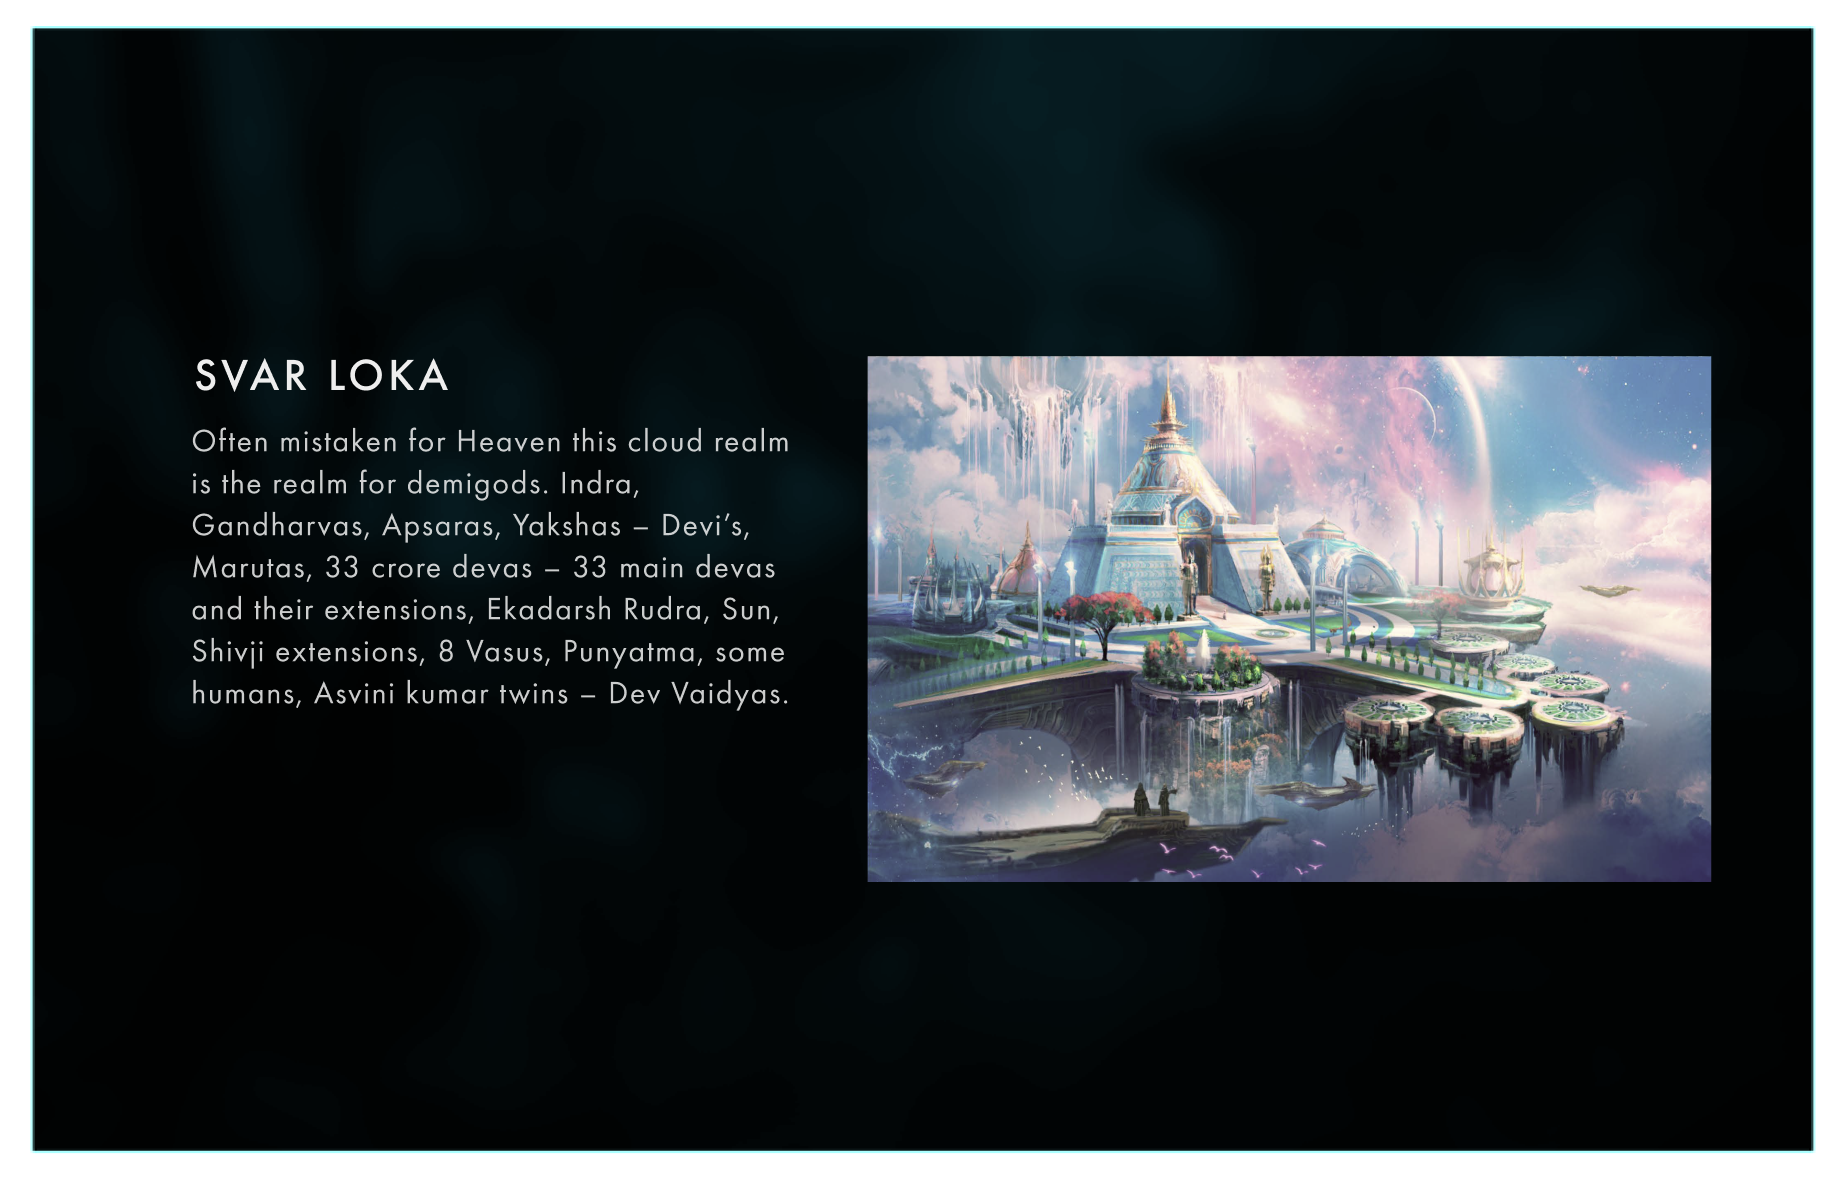 SVAR LOKA
Often mistaken for Heaven this cloud realm
is the realm for demigods. Indra,
Gandharvas, Apsaras, Yakshas – Devi’s,
Marutas, 33 crore devas – 33 main devas
and their extensions, Ekadarsh Rudra, Sun,
Shivji extensions, 8 Vasus, Punyatma, some
humans, Asvini kumar twins – Dev Vaidyas.